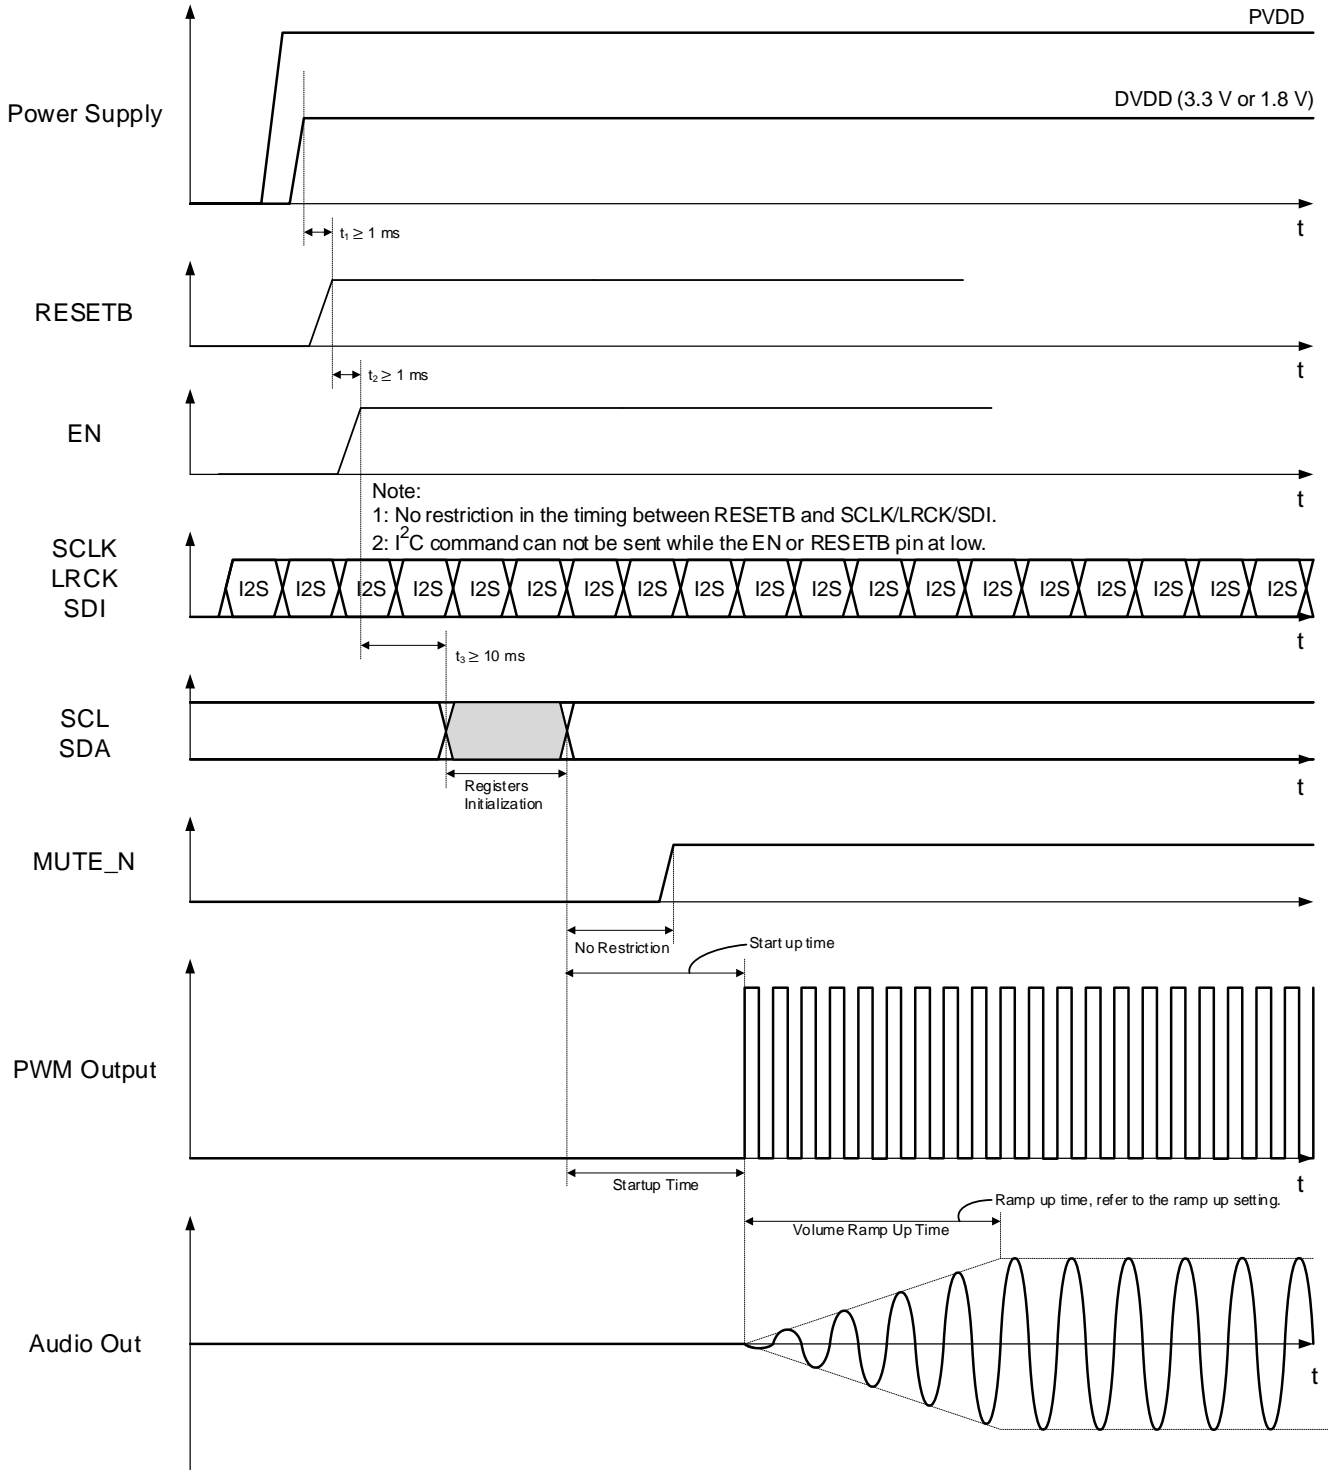 PVDD
Power Supply
DVDD (3.3 V or 1.8 V)
t
t₁ ≥ 1 ms
RESETB
t
t₂ ≥ 1 ms
EN
t
Note:
1: No restriction in the timing between RESETB and SCLK/LRCK/SDI.
2: I²C command can not be sent while the EN or RESETB pin at low.
SCLK
LRCK
SDI
I2S I2S I2S I2S I2S I2S I2S I2S I2S I2S I2S I2S I2S I2S I2S I2S I2S I2S I2S
t
t₃ ≥ 10 ms
SCL
SDA
t
Registers
Initialization
MUTE_N
No Restriction
Start up time
PWM Output
t
Startup Time
Ramp up time, refer to the ramp up setting.
Volume Ramp Up Time
Audio Out
t